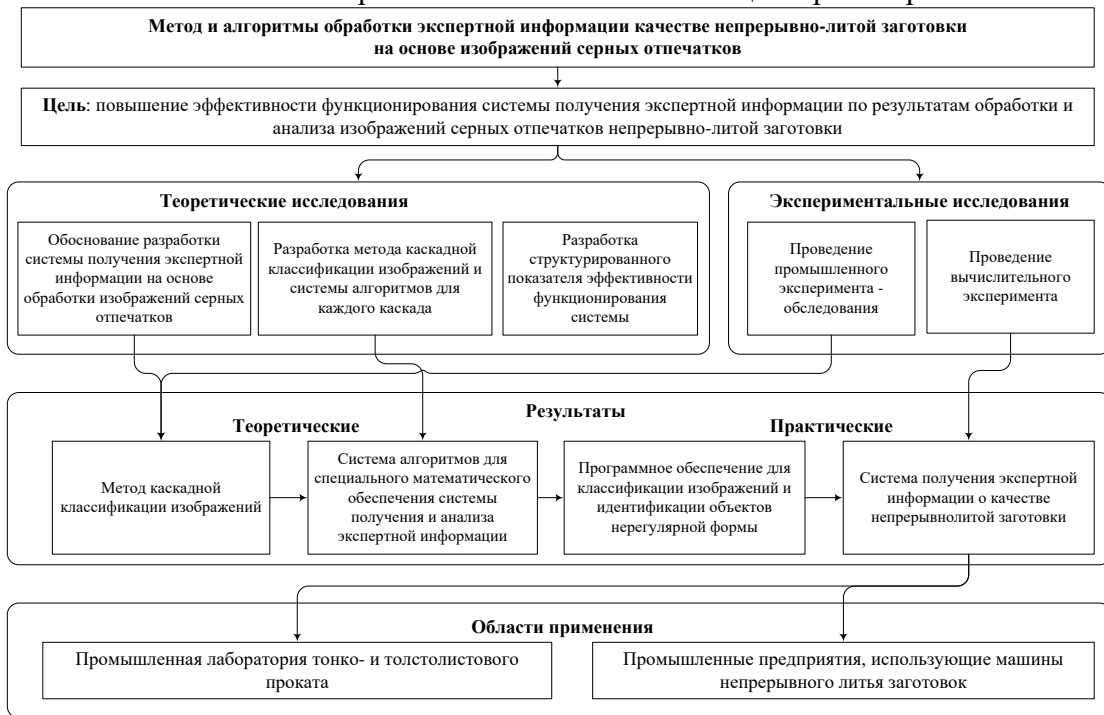 Метод и алгоритмы обработки экспертной информации качестве непрерывно-литой заготовки
на основе изображений серных отпечатков
Цель: повышение эффективности функционирования системы получения экспертной информации по результатам обработки и
анализа изображений серных отпечатков непрерывно-литой заготовки
Теоретические исследования
Обоснование разработки
системы получения экспертной
информации на основе
обработки изображений серных
отпечатков
Разработка метода каскадной
классификации изображений и
системы алгоритмов для
каждого каскада
Разработка
структурированного
показателя эффективности
функционирования
системы
Экспериментальные исследования
Проведение
промышленного
эксперимента -
обследования
Проведение
вычислительного
эксперимента
Результаты
Теоретические
Практические
Метод каскадной
классификации изображений
Система алгоритмов для
специального математического
обеспечения системы
получения и анализа
экспертной информации
Программное обеспечение для
классификации изображений и
идентификации объектов
нерегулярной формы
Система получения экспертной
информации о качестве
непрерывнолитой заготовки
Области применения
Промышленная лаборатория тонко- и толстолистового
проката
Промышленные предприятия, использующие машины
непрерывного литья заготовок